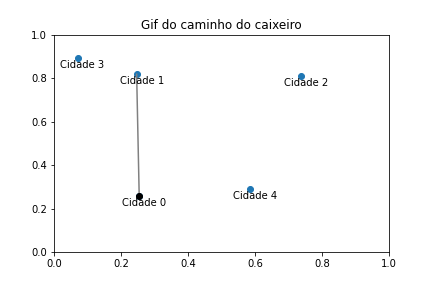 Gif do caminho do caixeiro
1.0
Cidade 3
Cidade 1
Cidade 2
0.8
0.6
0.4
Cidade 4
Cidade 0
0.2
0.0
0.0 0.2 0.4 0.6 0.8 1.0